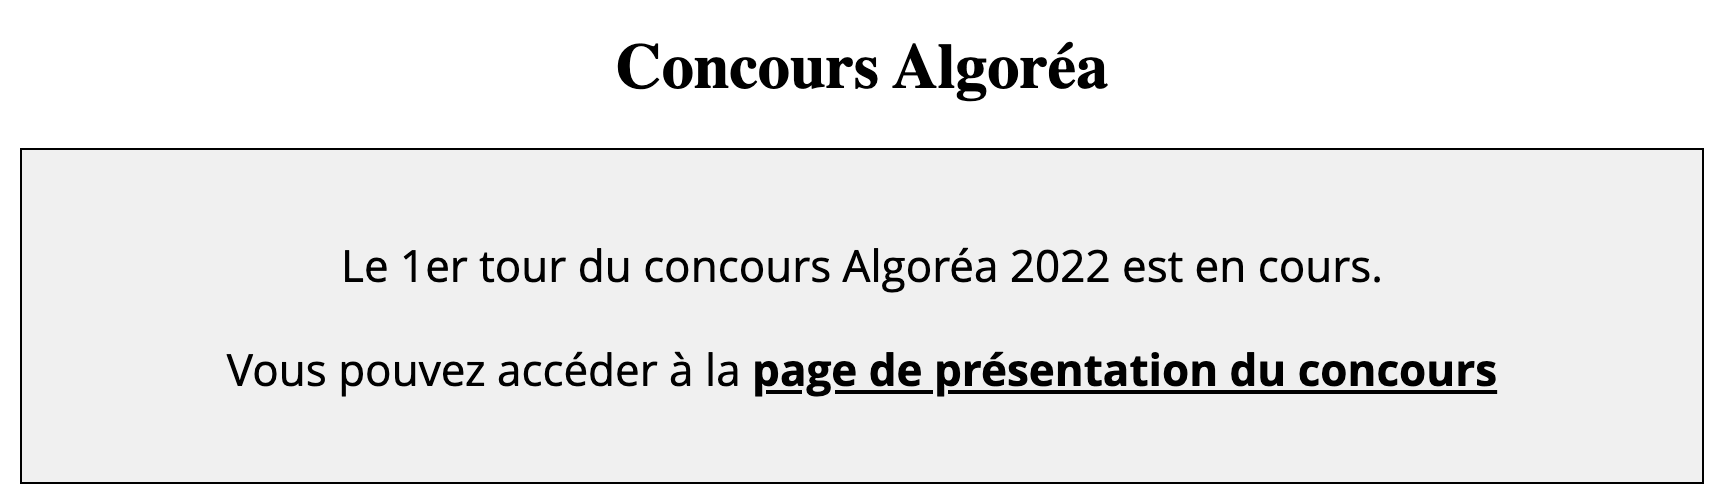 Concours Algoréa
Le 1er tour du concours Algoréa 2022 est en cours.
Vous pouvez accéder à la page de présentation du concours